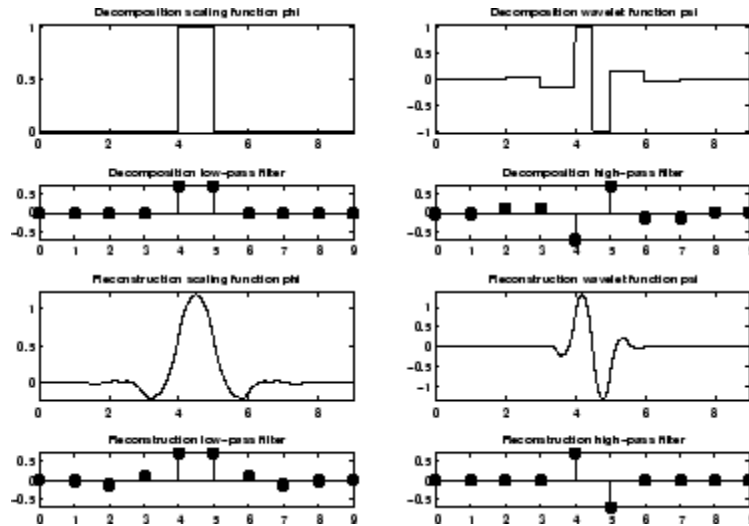 Decomposition scaling function phi
1
0.5
0
0 2 4 6 8
Decomposition wavelet function psi
1
0.5
0
-0.5
-1
0 2 4 6 8
Decomposition low-pass filter
0.5
0
-0.5
0 1 2 3 4 5 6 7 8 9
Decomposition high-pass filter
0.5
0
-0.5
0 1 2 3 4 5 6 7 8 9
Reconstruction scaling function phi
1
0.5
0
0 2 4 6 8
Reconstruction wavelet function psi
1
0.5
0
-0.5
-1
0 2 4 6 8
Reconstruction low-pass filter
0.5
0
-0.5
0 1 2 3 4 5 6 7 8 9
Reconstruction high-pass filter
0.5
0
-0.5
0 1 2 3 4 5 6 7 8 9